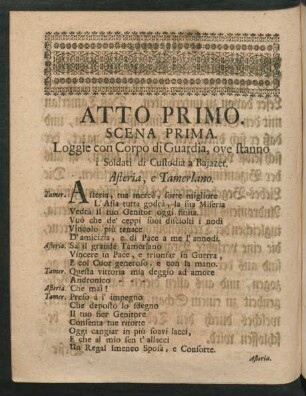 ATTO PRIMO.
SCENA PRIMA.
Loggie con Corpo di Guardia, ove stanno
i Soldati di Custodia a Bajazet.
Asteria, e Tamerlano.
Tamer. Asteria, tua mercè, sorte migliore
L'Asia tutta godrà, la sua Miseria
Vedrà il tuo Genitor oggi finita.
Vuò che de' ceppi suoi disciolti i nodi
Vincolo più tenace
D'amicizia, e di Pace a me l'annodi.
Asteria. Sa il grande Tamerlano
Vincere in Pace, e trionfar in Guerra,
E col Cuor generoso, e con la mano.
Tamer. Questa vittoria mia deggio ad amore
Andronico
Asteria. Che mai!
Tamer. Preso à l'impegno
Che deposto lo sdegno
Il tuo fier Genitore
Consenta tue ritorte
Oggi cangiar in più soavi lacci,
E che al mio sen t'allacci
Un Regal Imeneo Sposa, e Consorte.
Asteria.